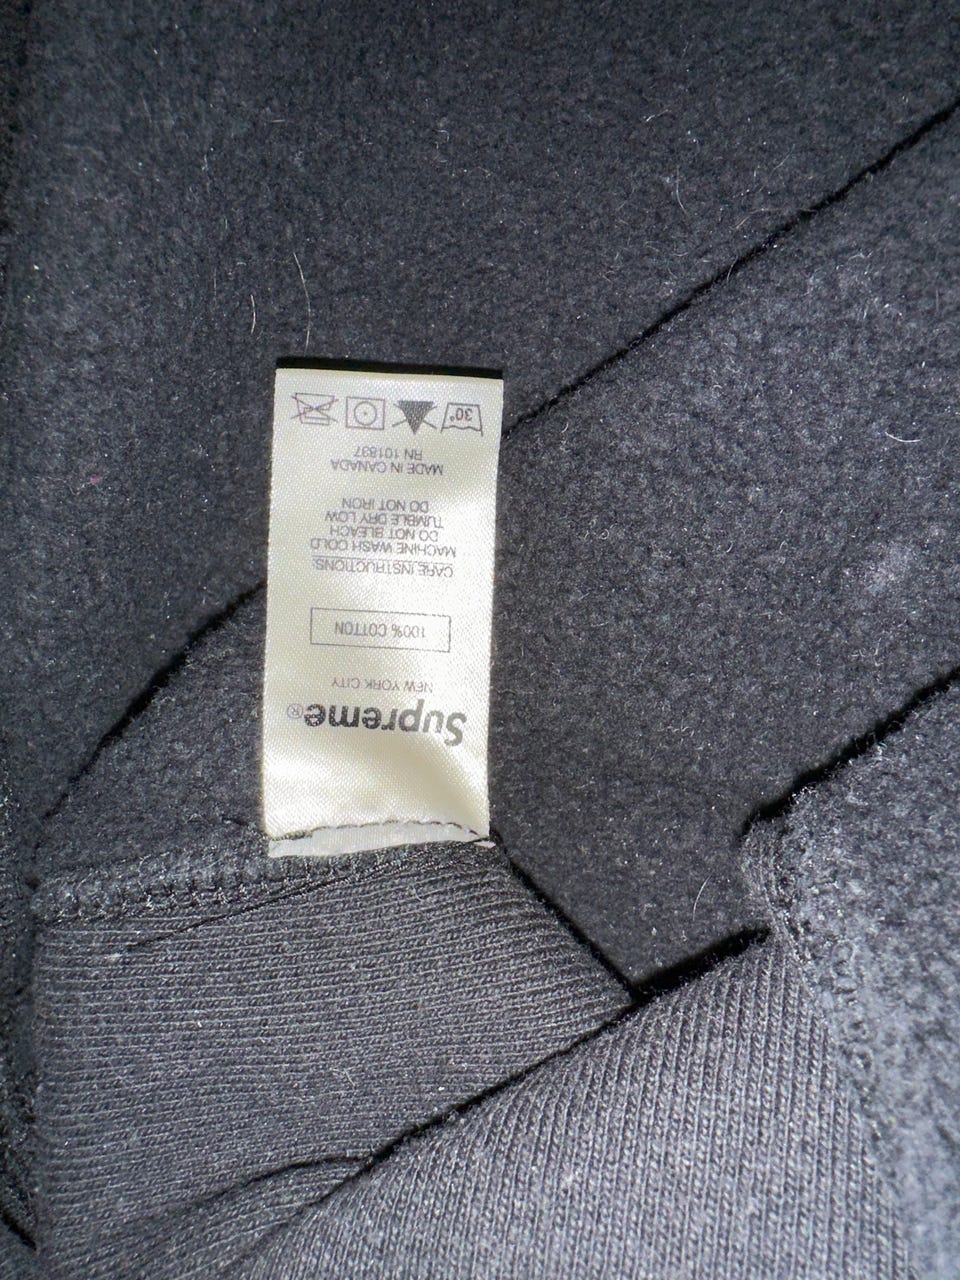 Supreme®
NEW YORK CITY
100% COTTON
CARE INSTRUCTIONS:
MACHINE WASH COLD
DO NOT BLEACH
TUMBLE DRY LOW
DO NOT IRON
MADE IN CANADA
RN 101837
30°